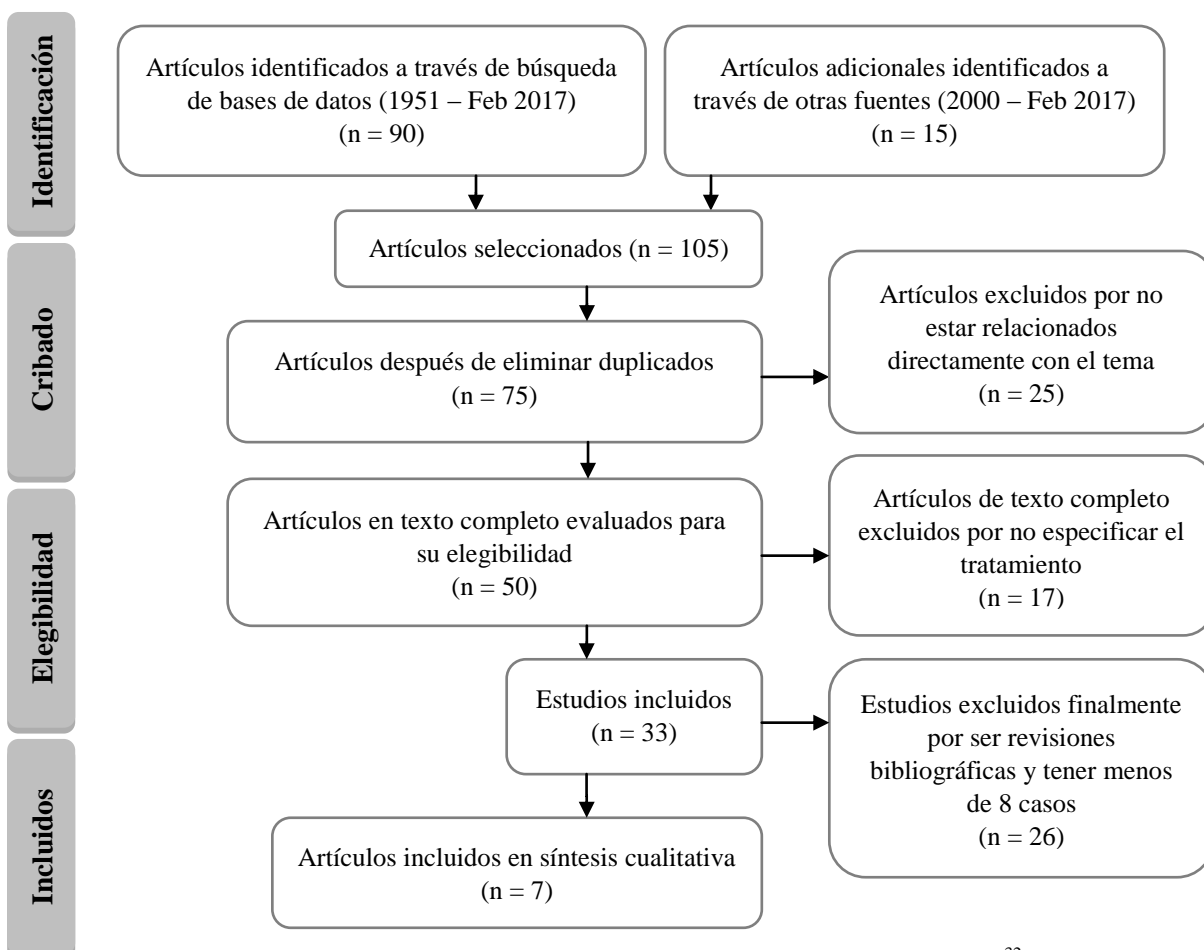 Identificación
Artículos identificados a través de búsqueda
de bases de datos (1951 – Feb 2017)
(n = 90)
Artículos adicionales identificados a
través de otras fuentes (2000 – Feb 2017)
(n = 15)
Artículos seleccionados (n = 105)
Cribado
Artículos después de eliminar duplicados
(n = 75)
Artículos excluidos por no
estar relacionados
directamente con el tema
(n = 25)
Elegibilidad
Artículos en texto completo evaluados para
su elegibilidad
(n = 50)
Artículos de texto completo
excluidos por no especificar el
tratamiento
(n = 17)
Estudios incluidos
(n = 33)
Estudios excluidos finalmente
por ser revisiones
bibliográficas y tener menos
de 8 casos
(n = 26)
Incluidos
Artículos incluidos en síntesis cualitativa
(n = 7)